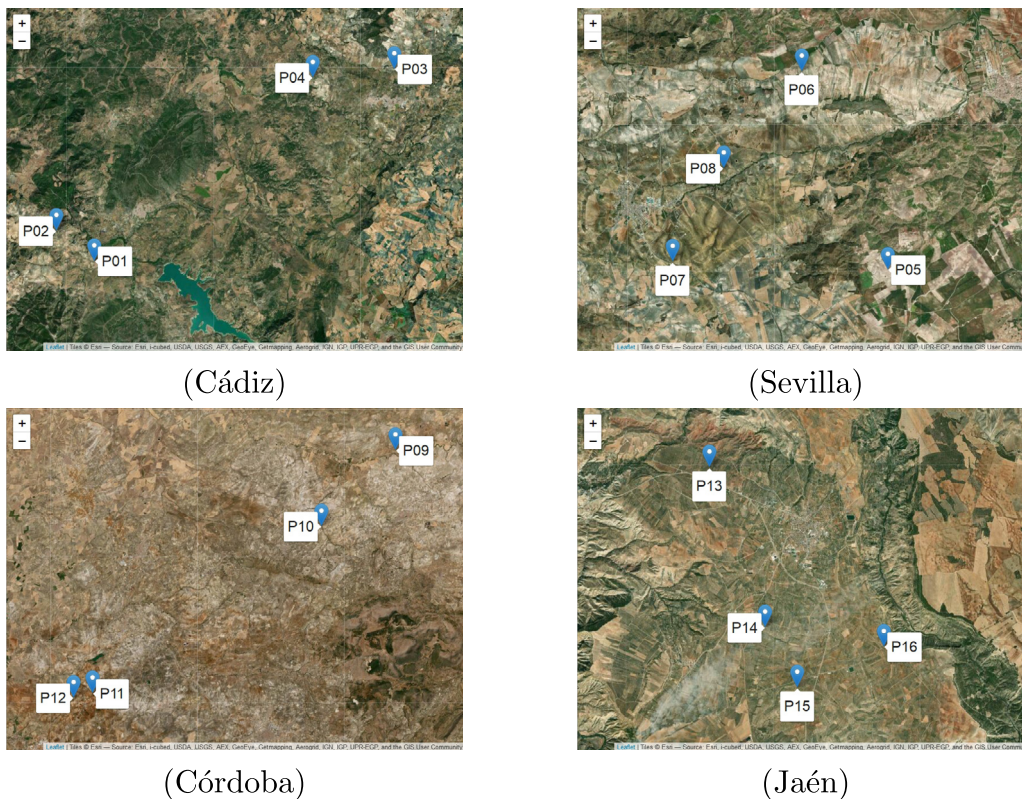 +
−
P04
P03
P02
P01
Leaflet | Tiles © Esri — Source: Esri, i-cubed, USDA, USGS, AEX, GeoEye, Getmapping, Aerogrid, IGN, IGP, UPR-EGP, and the GIS User Community
(Cádiz)
+
−
P06
P08
P07
P05
Leaflet | Tiles © Esri — Source: Esri, i-cubed, USDA, USGS, AEX, GeoEye, Getmapping, Aerogrid, IGN, IGP, UPR-EGP, and the GIS User Comm
(Sevilla)
+
−
P09
P10
P12
P11
Leaflet | Tiles © Esri — Source: Esri, i-cubed, USDA, USGS, AEX, GeoEye, Getmapping, Aerogrid, IGN, IGP, UPR-EGP, and the GIS User Community
(Córdoba)
+
−
P13
P14
P16
P15
Leaflet | Tiles © Esri — Source: Esri, i-cubed, USDA, USGS, AEX, GeoEye, Getmapping, Aerogrid, IGN, IGP, UPR-EGP, and the GIS User Comm
(Jaén)